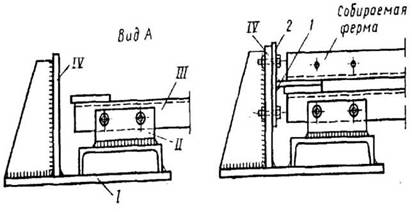 Вид А
IV
III
II
I
IV 2 1
Собираемая
ферма